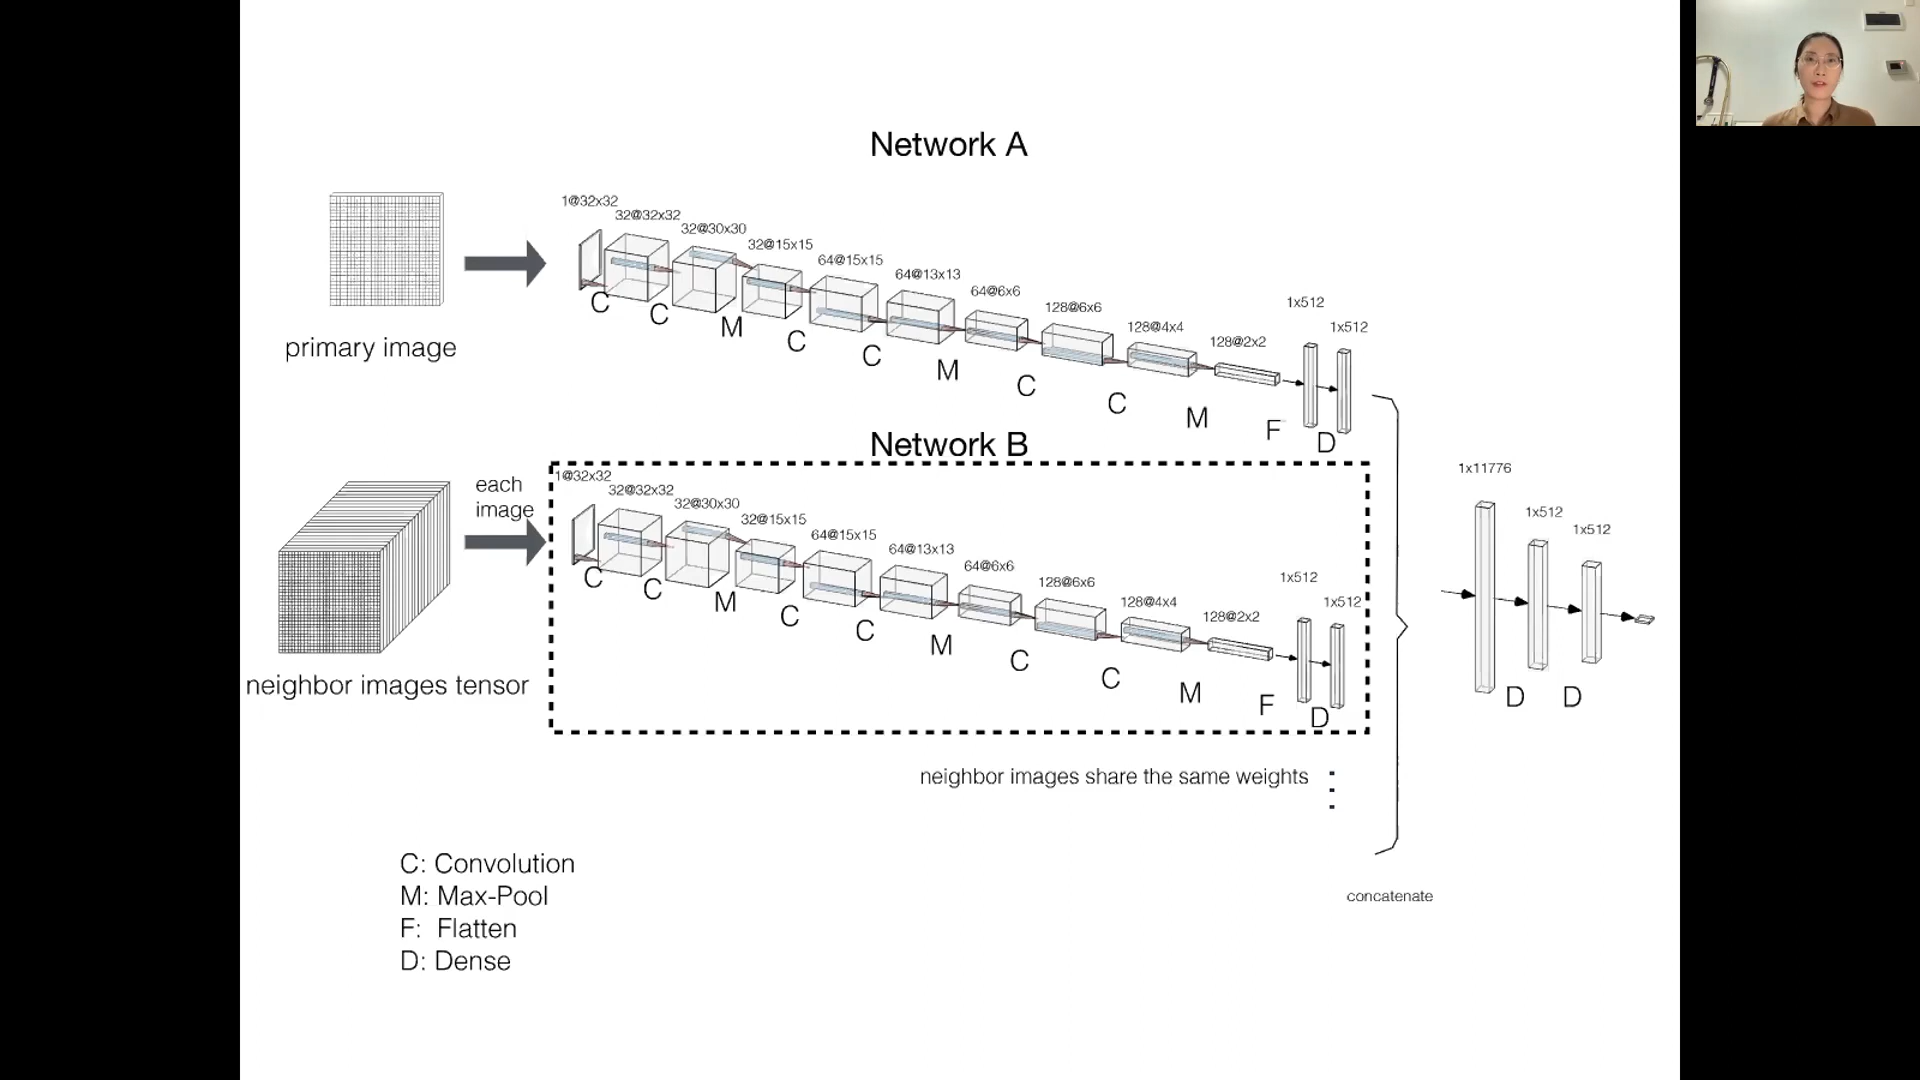 Network A
1@32x32
32@32x32
32@30x30
32@15x15
64@15x15
64@13x13
64@6x6
128@6x6
128@4x4
128@2x2
1x512
1x512
C
C
M
C
C
M
C
C
M
F
D
primary image
Network B
each
image
1@32x32
32@32x32
32@30x30
32@15x15
64@15x15
64@13x13
64@6x6
128@6x6
128@4x4
128@2x2
1x512
1x512
C
C
M
C
C
M
C
C
M
F
D
neighbor images tensor
1x11776
1x512
1x512
D
D
neighbor images share the same weights
concatenate
C: Convolution
M: Max-Pool
F: Flatten
D: Dense